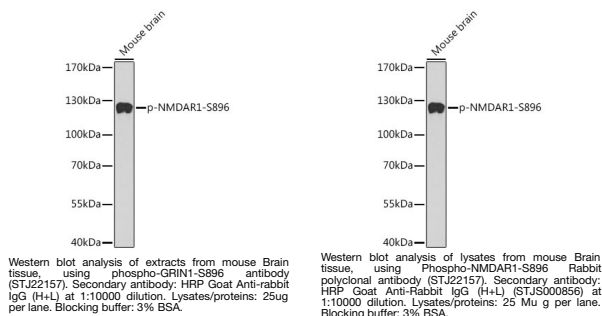 Mouse brain
170kDa
130kDa
p-NMDAR1-S896
100kDa
70kDa
55kDa
40kDa
Western blot analysis of extracts from mouse Brain
tissue, using phospho-GRIN1-S896 antibody
(STJ22157). Secondary antibody: HRP Goat Anti-rabbit
IgG (H+L) at 1:10000 dilution. Lysates/proteins: 25ug
per lane. Blocking buffer: 3% BSA.
Mouse brain
170kDa
130kDa
p-NMDAR1-S896
100kDa
70kDa
55kDa
40kDa
Western blot analysis of lysates from mouse Brain
tissue, using Phospho-NMDAR1-S896 Rabbit
polyclonal antibody (STJ22157). Secondary antibody:
HRP Goat Anti-Rabbit IgG (H+L) (STJS000856) at
1:10000 dilution. Lysates/proteins: 25 Mu g per lane.
Blocking buffer: 3% BSA.